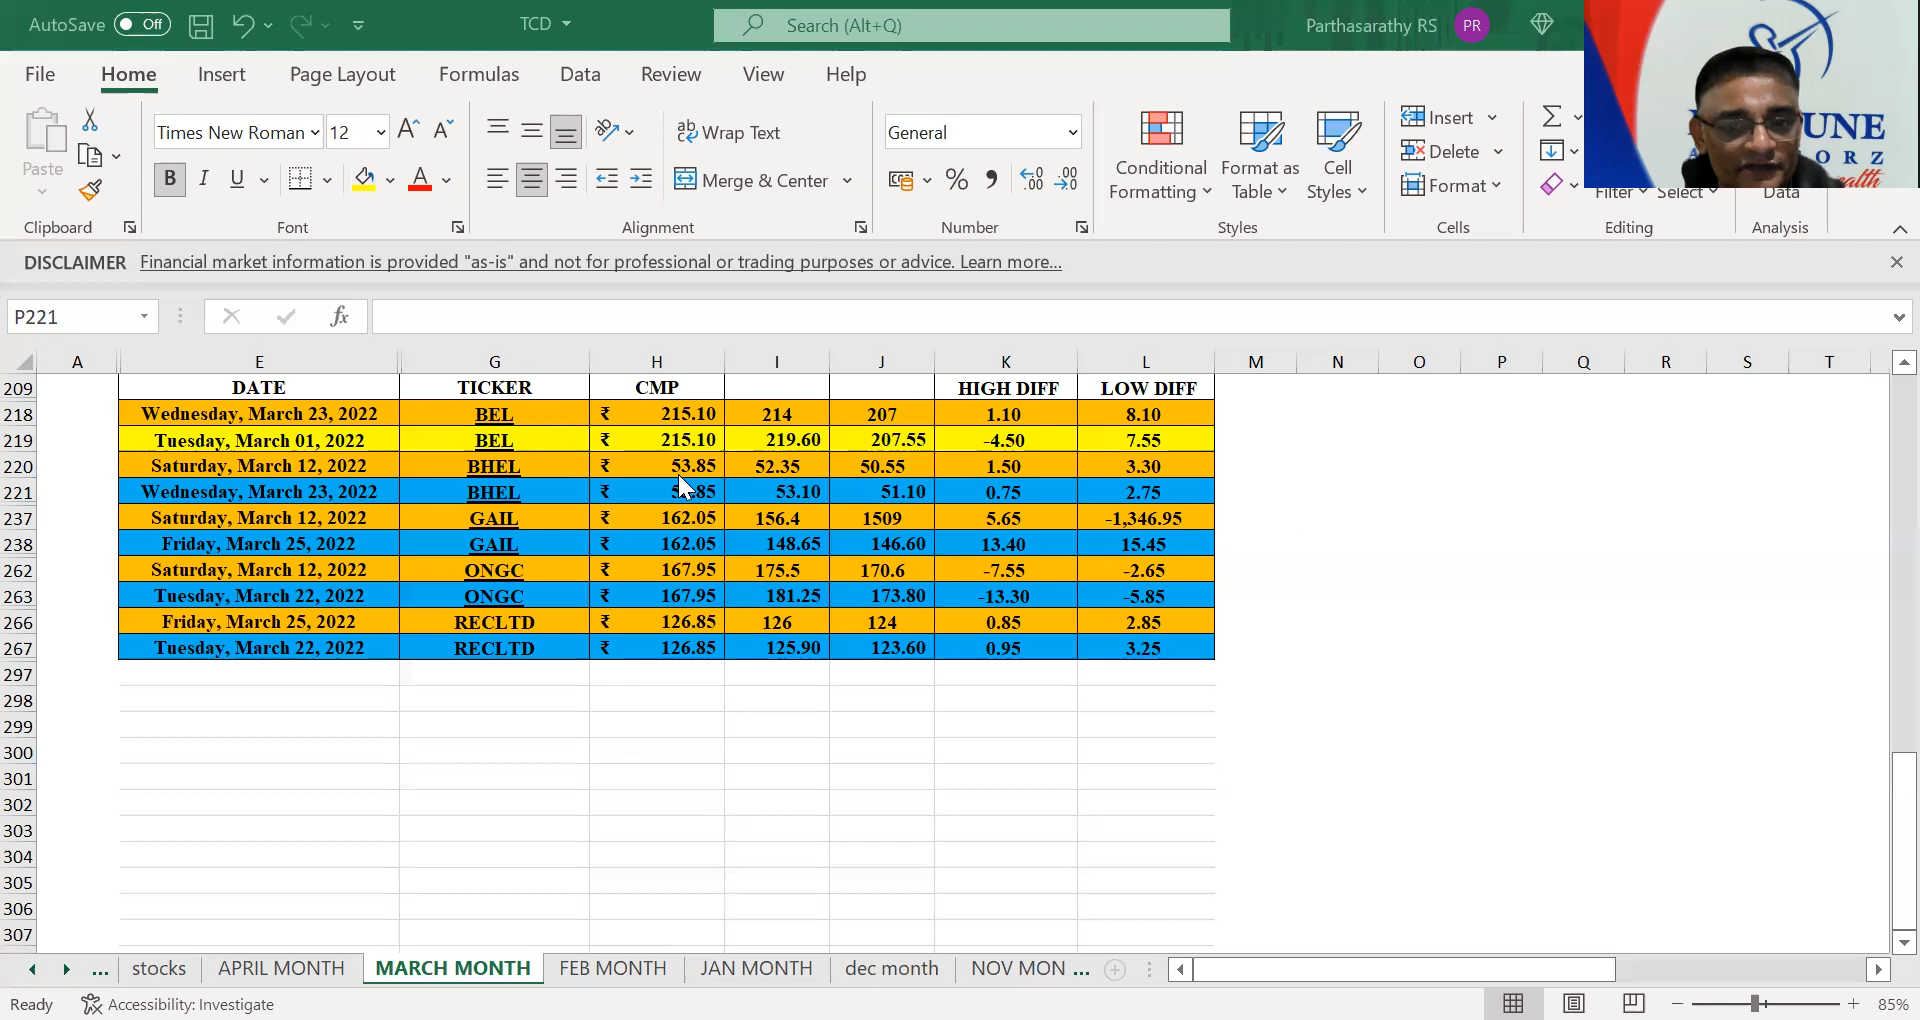 AutoSave Off TCD Search (Alt+Q) Parthasarathy RS PR
File Home Insert Page Layout Formulas Data Review View Help
Paste
Clipboard
Times New Roman 12
B I U A
Font
ab Wrap Text
Merge & Center
Alignment
General
% 9 .00
Number
Conditional Formatting Format as Table Cell Styles
Styles
Insert
Delete
Format
Cells
Filter Select
Editing
Data
Analysis
UNE
ORZ
DISCLAIMER Financial market information is provided "as-is" and not for professional or trading purposes or advice. Learn more...
P221 fx
A E G H I J K L M N O P Q R S T
209 DATE TICKER CMP HIGH DIFF LOW DIFF
218 Wednesday, March 23, 2022 BEL ₹ 215.10 214 207 1.10 8.10
219 Tuesday, March 01, 2022 BEL ₹ 215.10 219.60 207.55 -4.50 7.55
220 Saturday, March 12, 2022 BHEL ₹ 53.85 52.35 50.55 1.50 3.30
221 Wednesday, March 23, 2022 BHEL ₹ 53.10 51.10 0.75 2.75
237 Saturday, March 12, 2022 GAIL ₹ 162.05 156.4 1509 5.65 -1,346.95
238 Friday, March 25, 2022 GAIL ₹ 162.05 148.65 146.60 13.40 15.45
262 Saturday, March 12, 2022 ONGC ₹ 167.95 175.5 170.6 -7.55 -2.65
263 Tuesday, March 22, 2022 ONGC ₹ 167.95 181.25 173.80 -13.30 -5.85
266 Friday, March 25, 2022 RECLTD ₹ 126.85 126 124 0.85 2.85
267 Tuesday, March 22, 2022 RECLTD ₹ 126.85 125.90 123.60 0.95 3.25
297
298
299
300
301
302
303
304
305
306
307
... stocks APRIL MONTH MARCH MONTH FEB MONTH JAN MONTH dec month NOV MON ...
Ready Accessibility: Investigate 85%